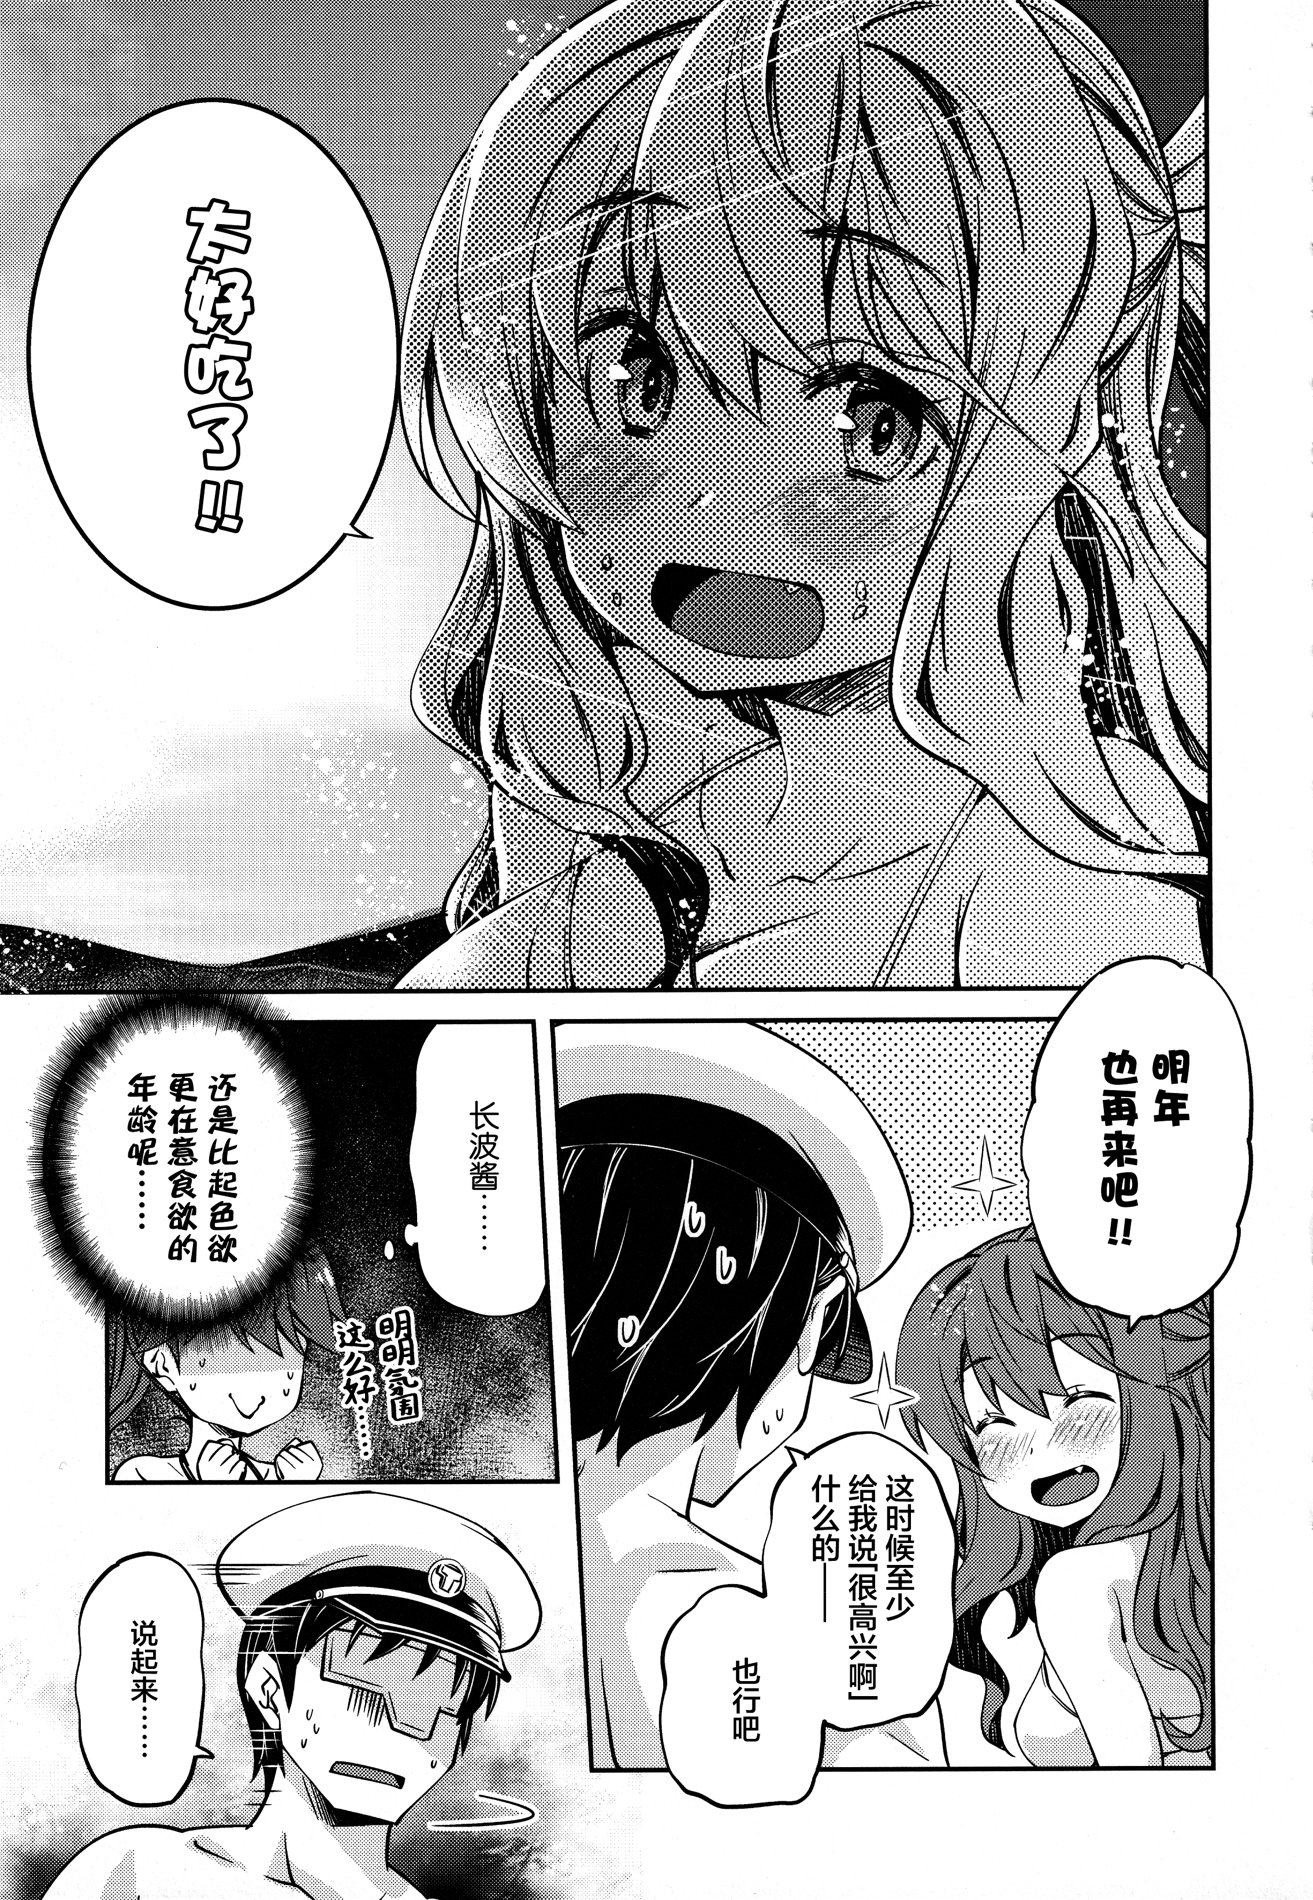 太好吃了!!
明年
也再来吧!!
这时候至少
给我说「很高兴啊」
什么的——
也行吧
长波酱……
明明氛围
这么好……
还是比起色欲
更在意食欲的
年龄呢……
说起来……